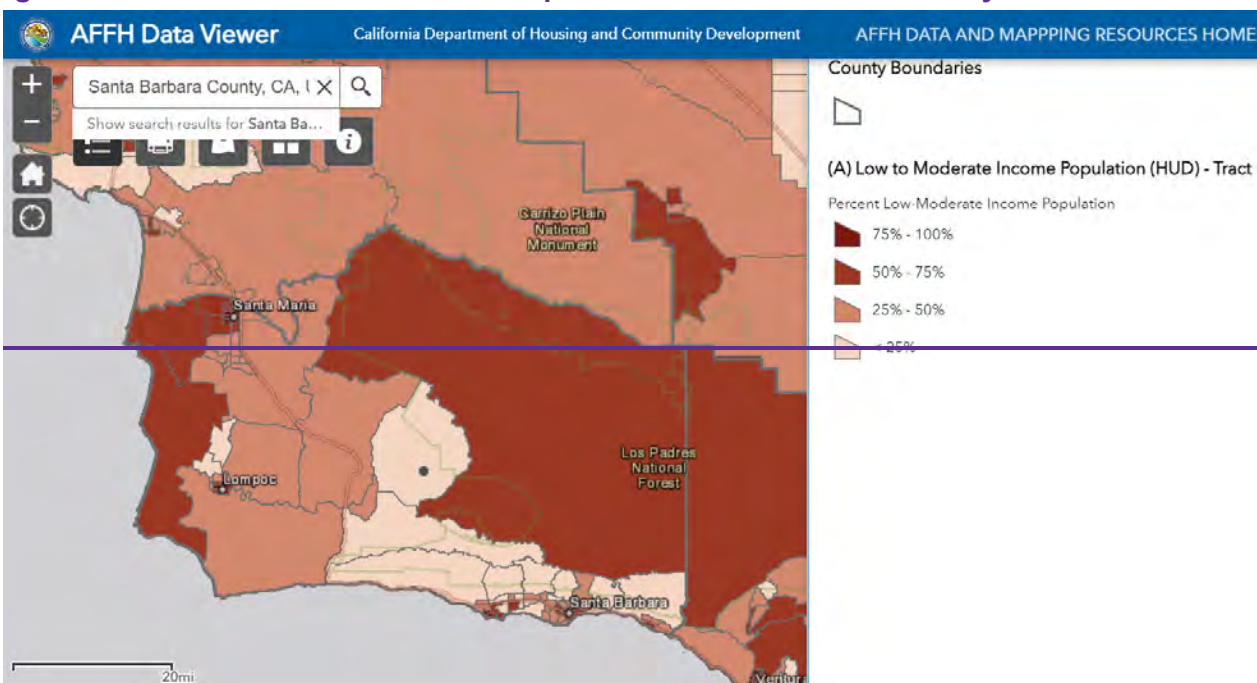 AFFH Data Viewer
California Department of Housing and Community Development
AFFH DATA AND MAPPPING RESOURCES HOME
Santa Barbara County, CA, U
Show search results for Santa Ba...
County Boundaries
(A) Low to Moderate Income Population (HUD) - Tract
Percent Low-Moderate Income Population
75% - 100%
50% - 75%
25% - 50%
< 25%
Carrizo Plain
National
Monument
Santa Maria
Los Padres
National
Forest
Lompoc
Santa Barbara
Ventura
20mi